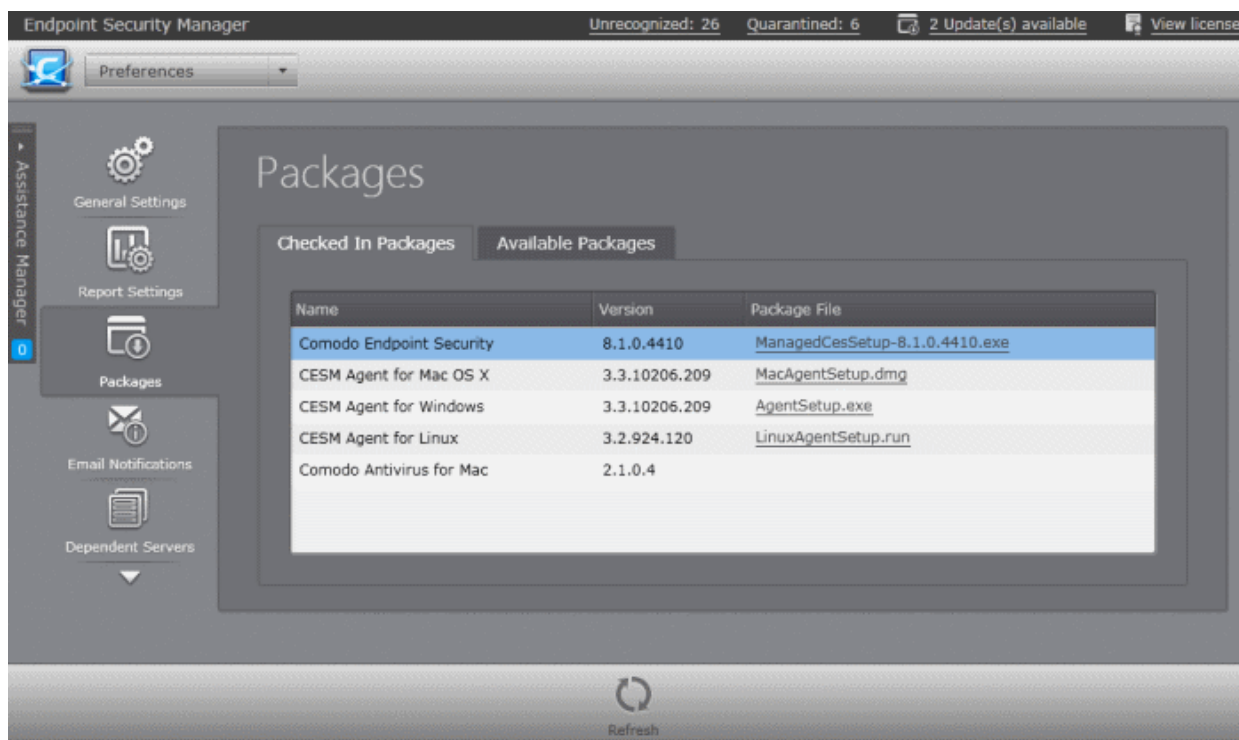 Endpoint Security Manager Unrecognized: 26 Quarantined: 6 2 Update(s) available View license
Preferences
Assistance Manager
0
General Settings
Report Settings
Packages
Email Notifications
Dependent Servers
Packages
Checked In Packages Available Packages
Name Version Package File
Comodo Endpoint Security 8.1.0.4410 ManagedCesSetup-8.1.0.4410.exe
CESM Agent for Mac OS X 3.3.10206.209 MacAgentSetup.dmg
CESM Agent for Windows 3.3.10206.209 AgentSetup.exe
CESM Agent for Linux 3.2.924.120 LinuxAgentSetup.run
Comodo Antivirus for Mac 2.1.0.4
Refresh